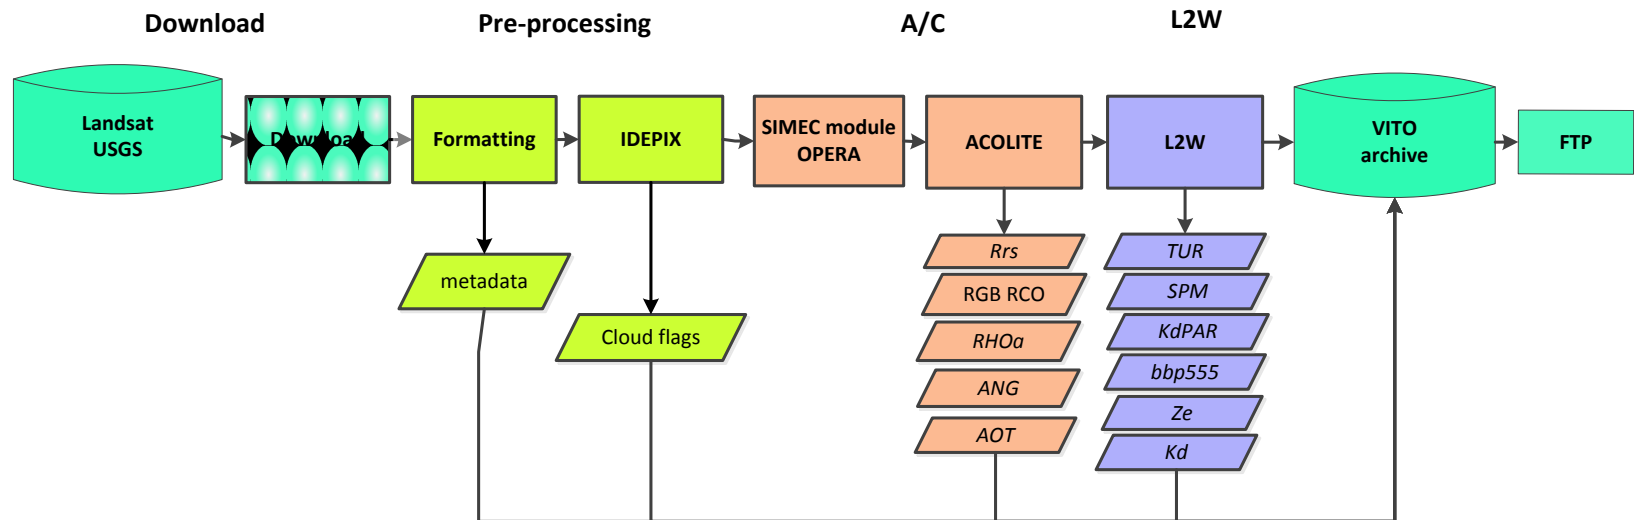 Download
Pre-processing
A/C
L2W
Landsat
USGS
Download
Formatting
IDEPIX
SIMEC module
OPERA
ACOLITE
L2W
VITO
archive
FTP
metadata
Cloud flags
Rrs
RGB RCO
RHOa
ANG
AOT
TUR
SPM
KdPAR
bbp555
Ze
Kd